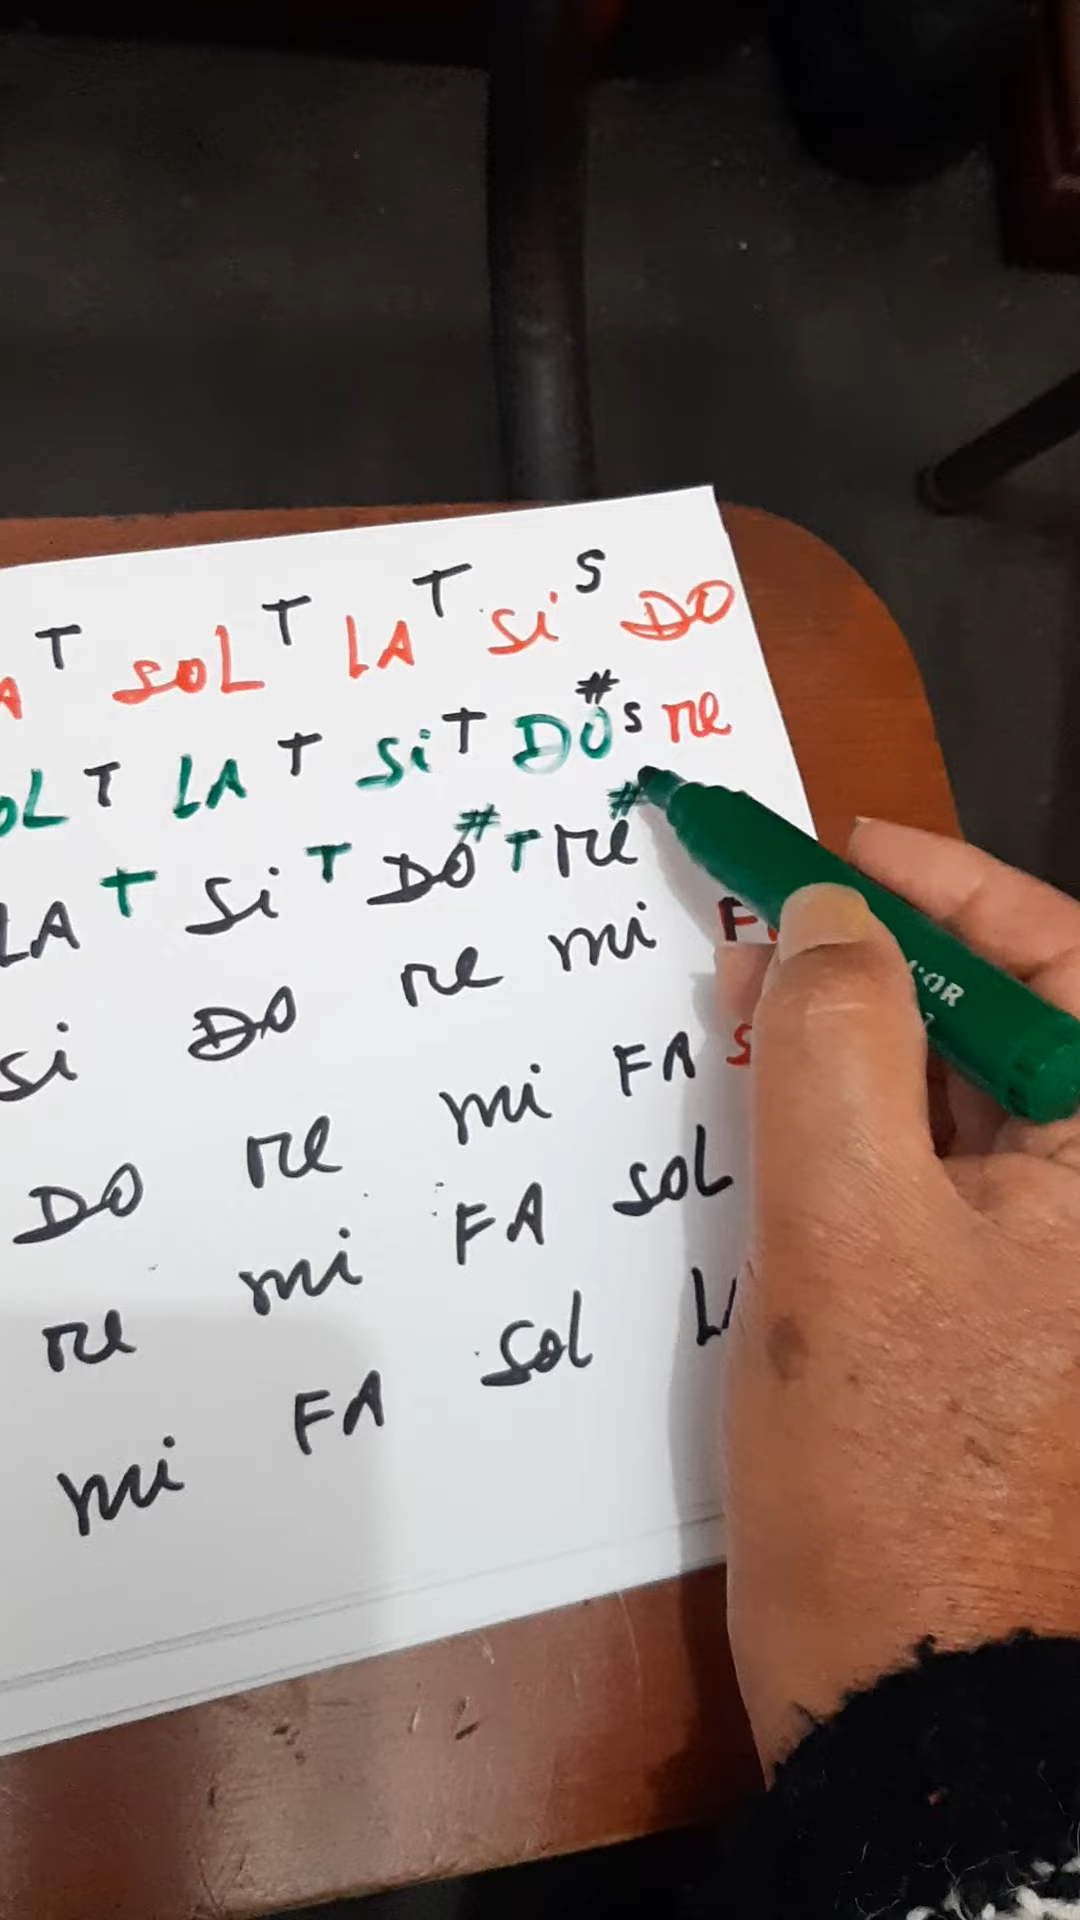 A T SOL T LA T Si S DO
OL T LA T Si T DO# S re
LA T Si T DO# T re#
Si DO re mi F
DO re mi FA S
re mi FA SOL
mi FA SOL L